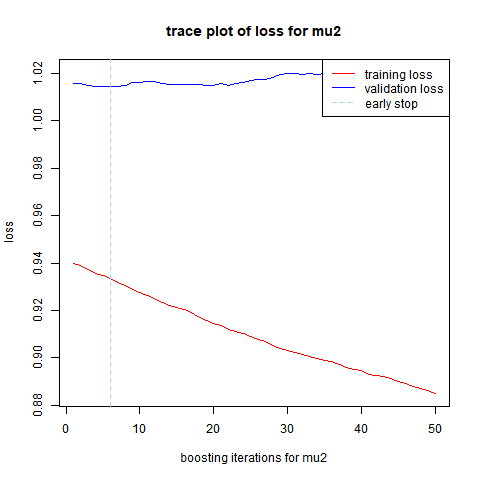 trace plot of loss for mu2
training loss
validation loss
early stop
loss
0.88 0.90 0.92 0.94 0.96 0.98 1.00 1.02
0 10 20 30 40 50
boosting iterations for mu2